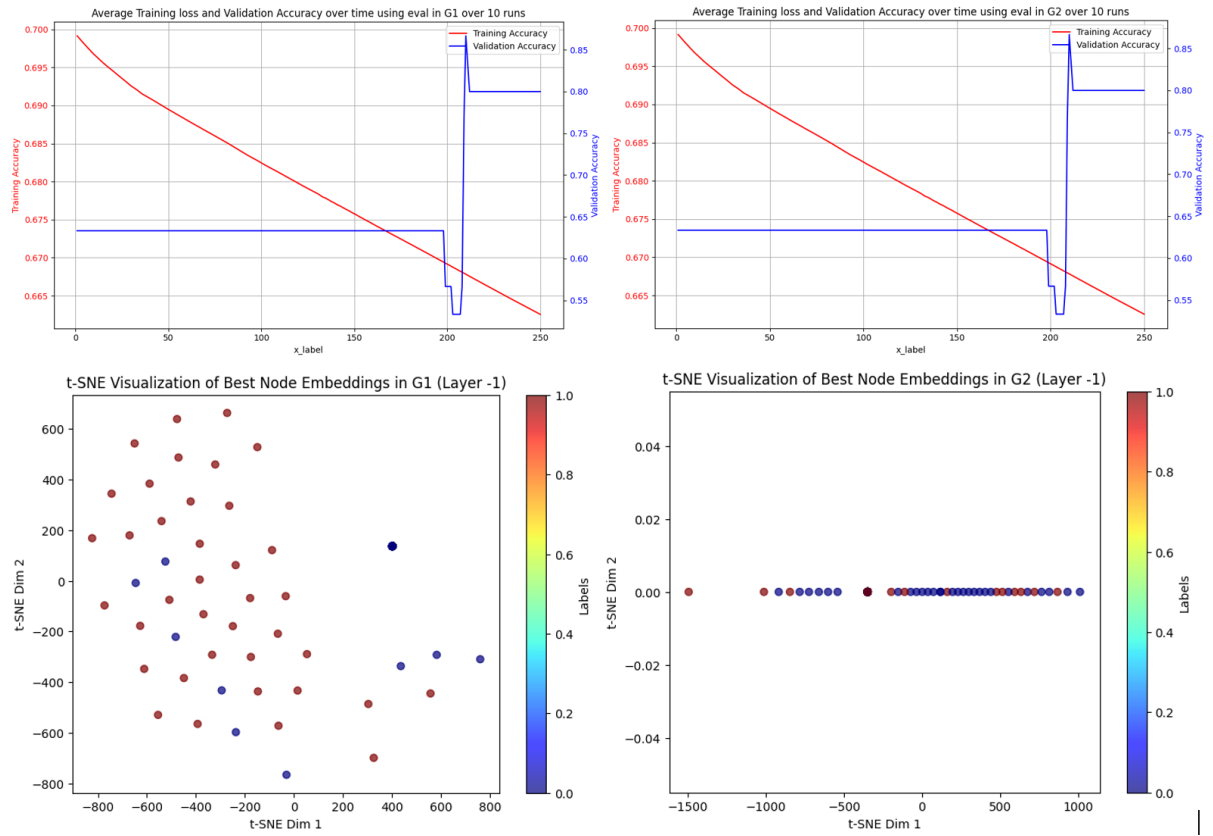 Average Training loss and Validation Accuracy over time using eval in G1 over 10 runs
0.700
0.695
0.690
0.685
0.680
0.675
0.670
0.665
Training Accuracy
Training Accuracy
Validation Accuracy
0.85
0.80
0.75
0.70
0.65
0.60
0.55
Validation Accuracy
0 50 100 150 200 250
x_label
Average Training loss and Validation Accuracy over time using eval in G2 over 10 runs
0.700
0.695
0.690
0.685
0.680
0.675
0.670
0.665
Training Accuracy
Training Accuracy
Validation Accuracy
0.85
0.80
0.75
0.70
0.65
0.60
0.55
Validation Accuracy
0 50 100 150 200 250
x_label
t-SNE Visualization of Best Node Embeddings in G1 (Layer -1)
600
400
200
0
−200
−400
−600
−800
t-SNE Dim 2
−800 −600 −400 −200 0 200 400 600 800
t-SNE Dim 1
1.0
0.8
0.6
0.4
0.2
0.0
Labels
t-SNE Visualization of Best Node Embeddings in G2 (Layer -1)
0.04
0.02
0.00
−0.02
−0.04
t-SNE Dim 2
−1500 −1000 −500 0 500 1000
t-SNE Dim 1
1.0
0.8
0.6
0.4
0.2
0.0
Labels